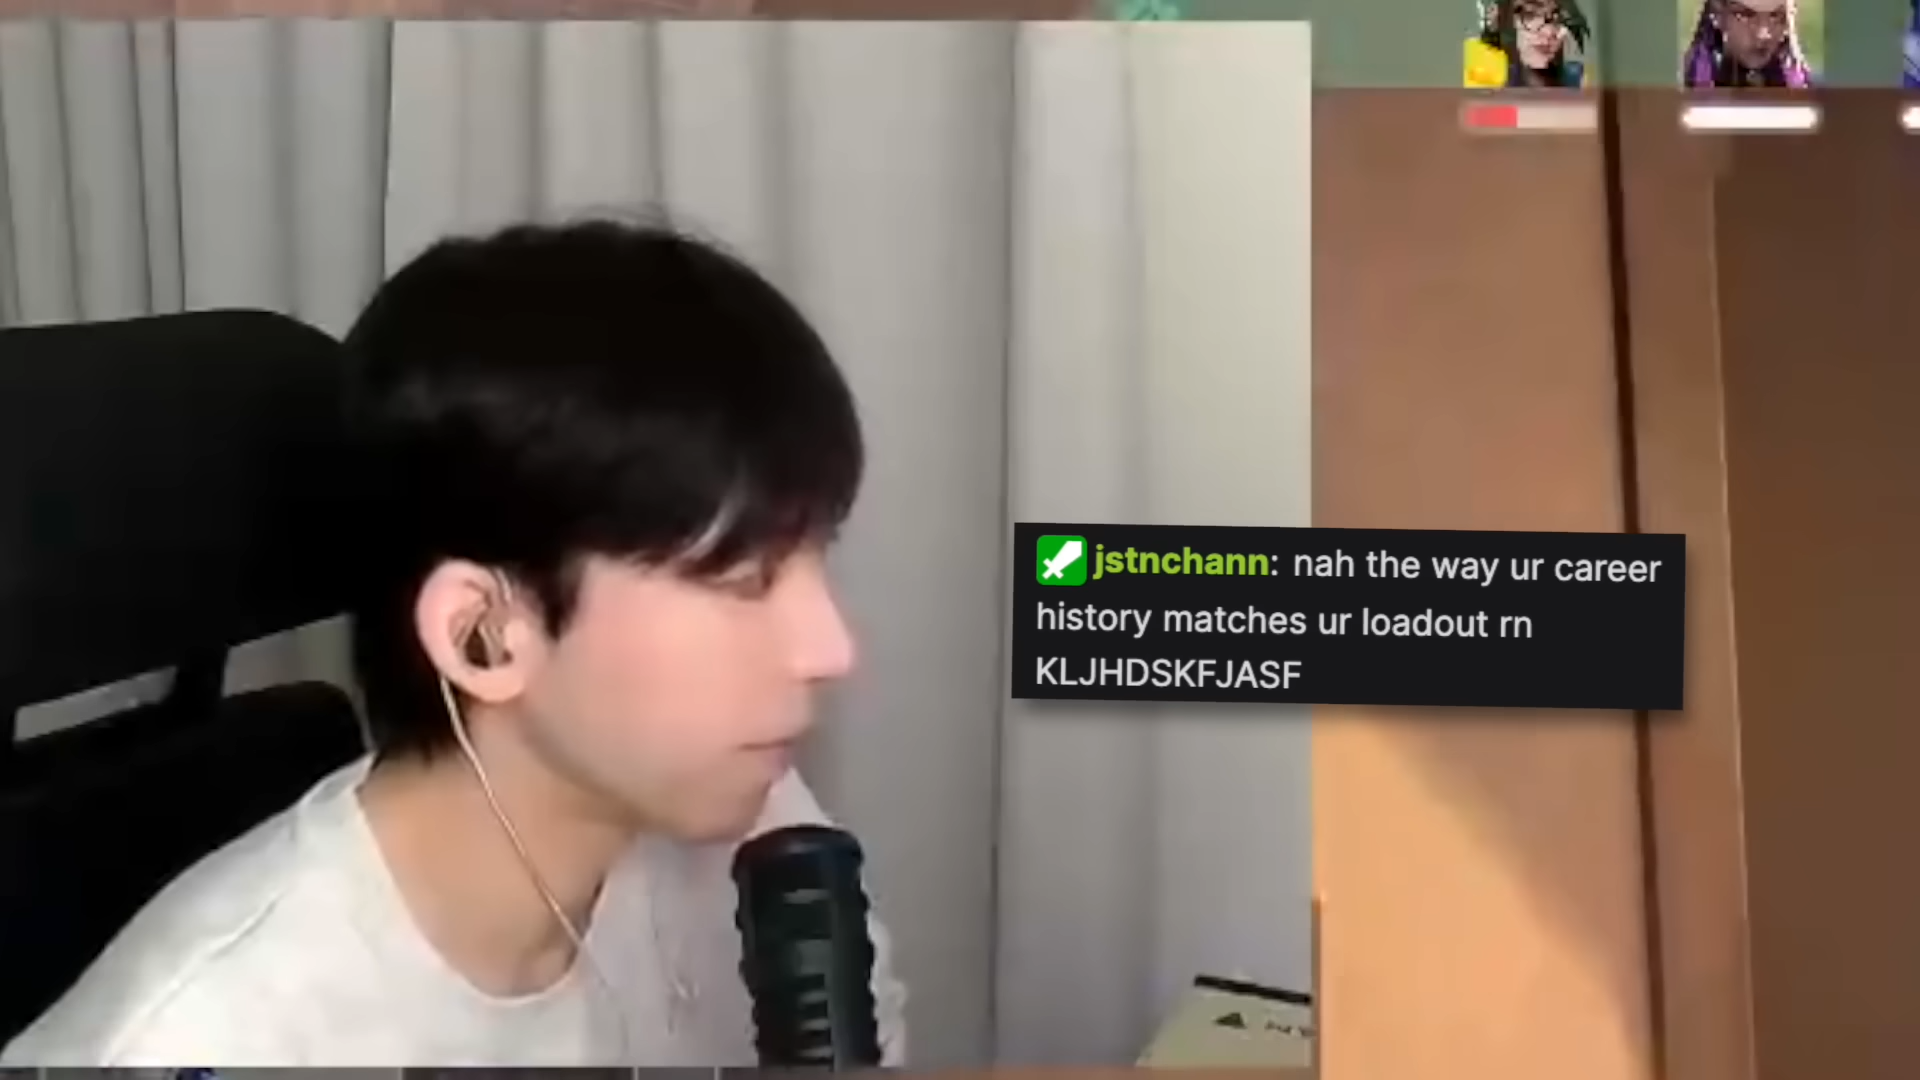 jstnchann: nah the way ur career
history matches ur loadout rn
KLJHDSKFJASF